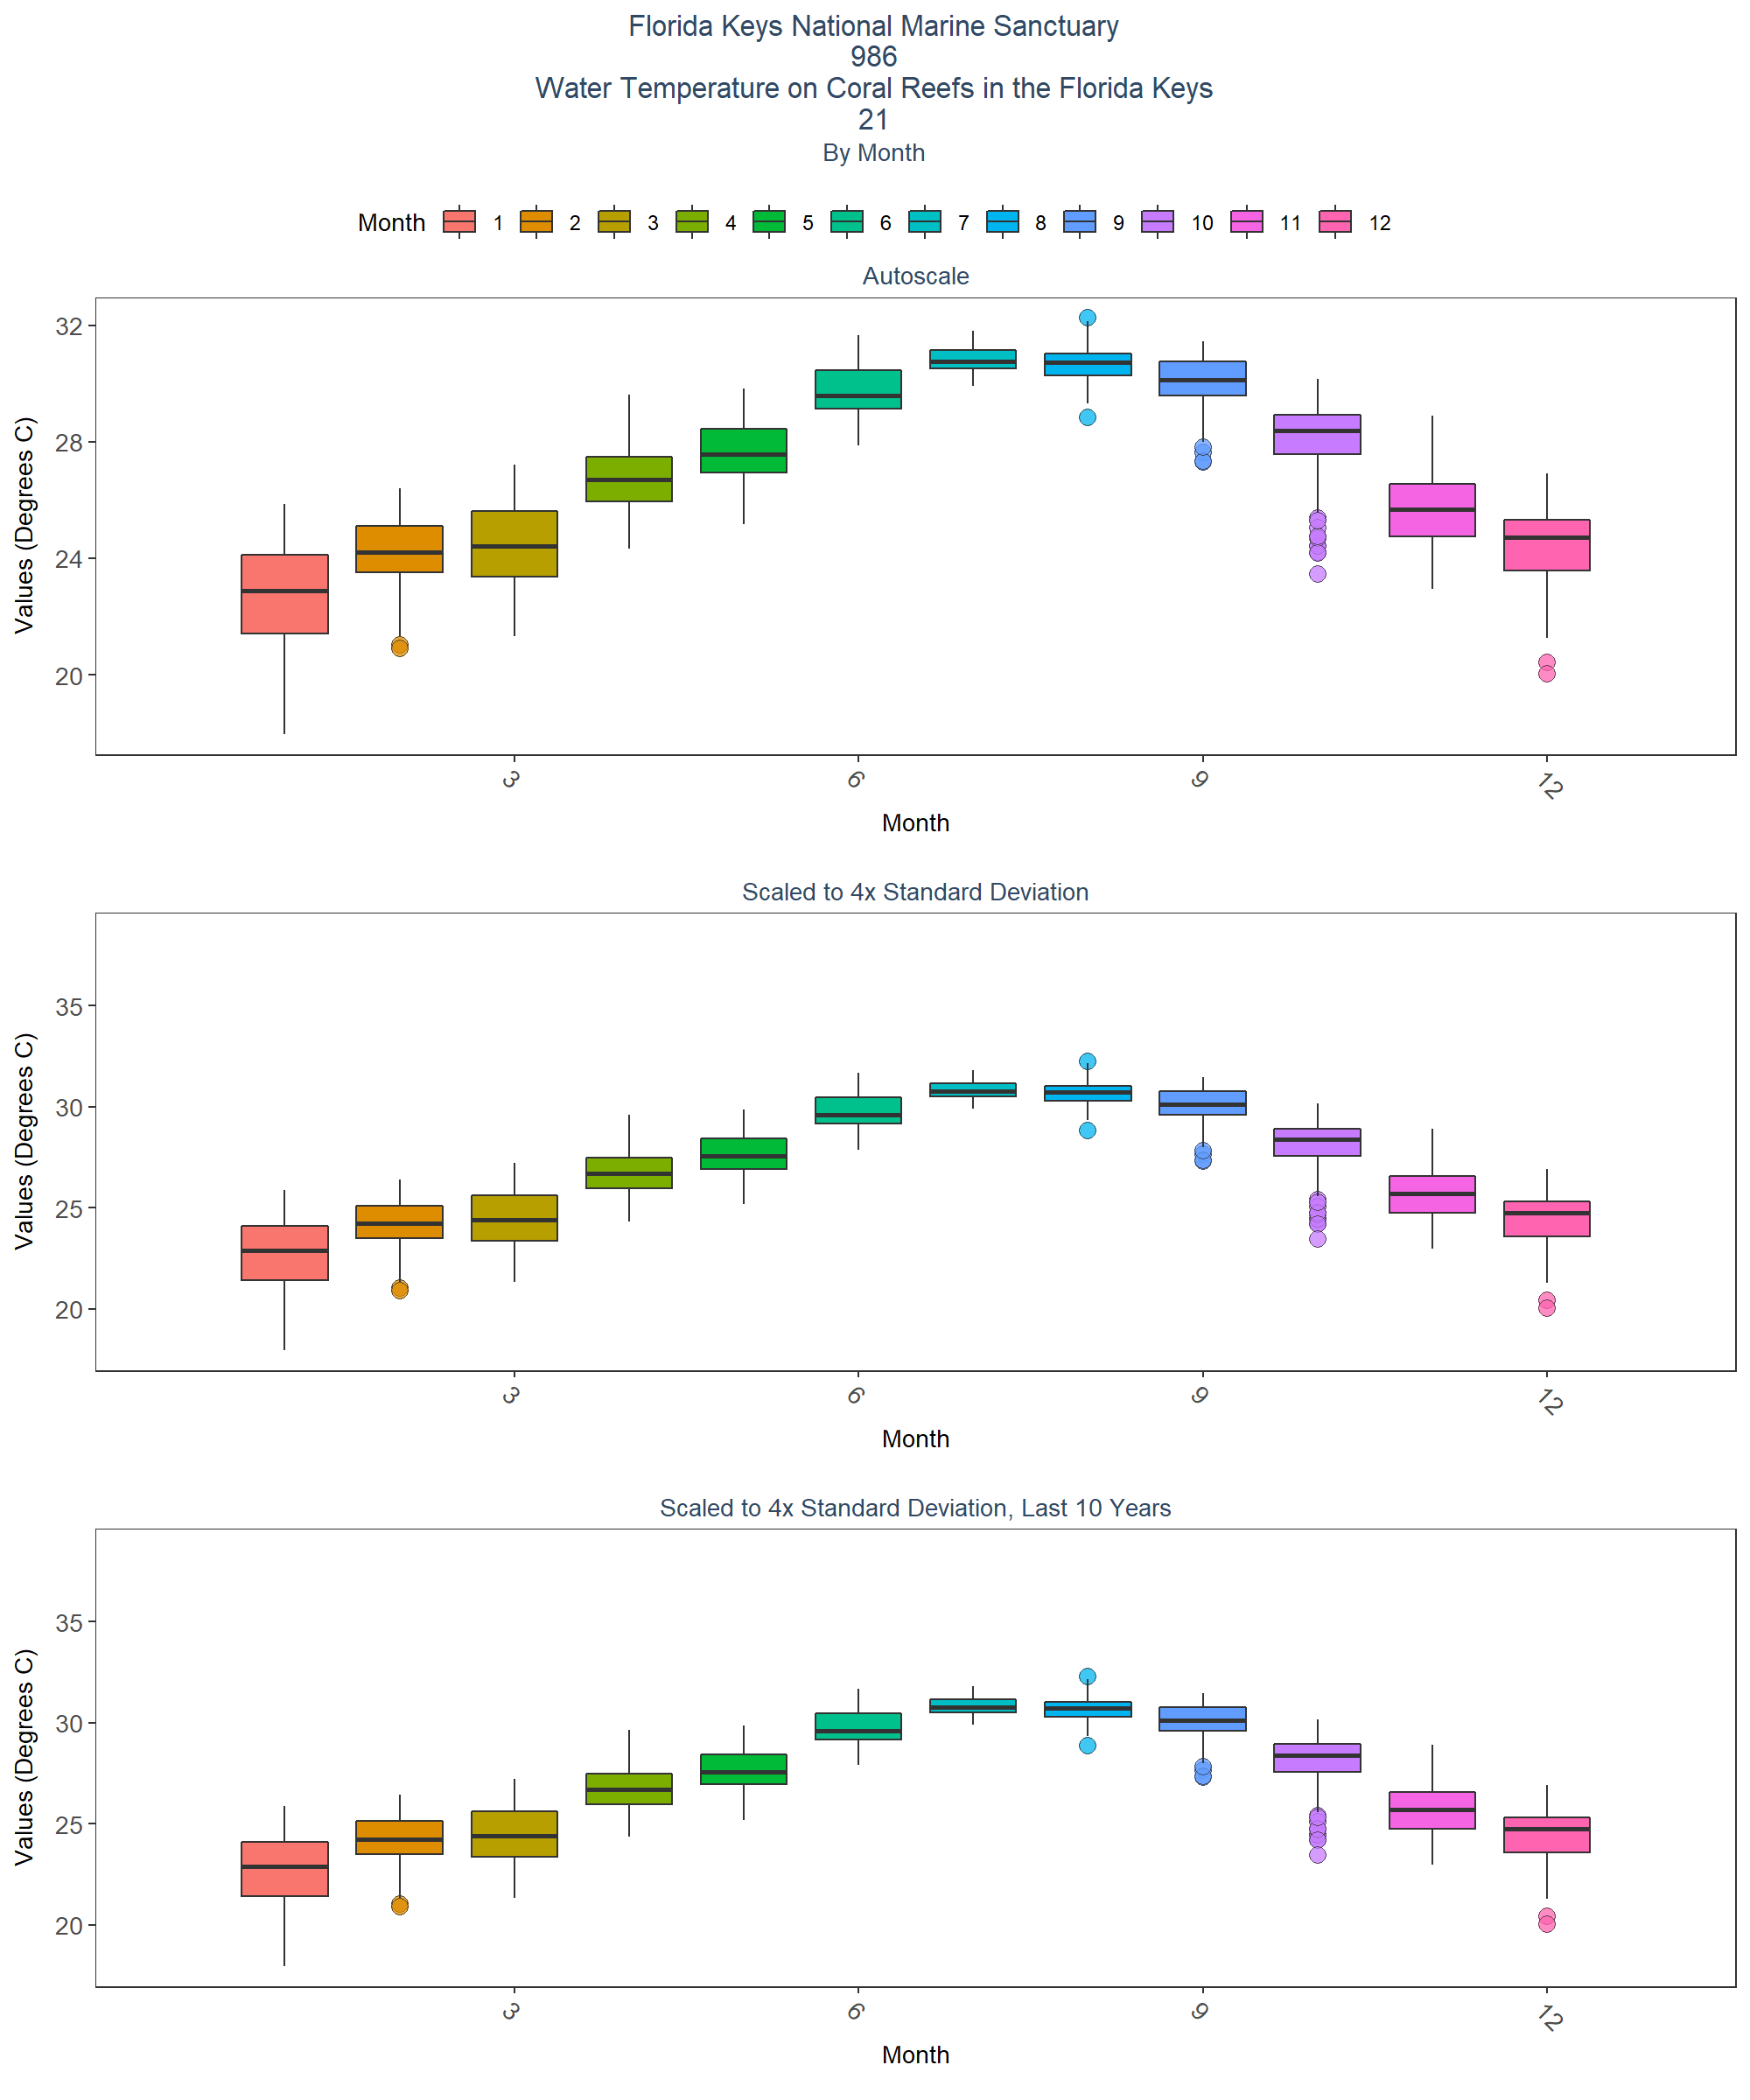 Florida Keys National Marine Sanctuary
986
Water Temperature on Coral Reefs in the Florida Keys
21
By Month
Month 1 2 3 4 5 6 7 8 9 10 11 12
Autoscale
Values (Degrees C)
32
28
24
20
3 6 9 12
Month
Scaled to 4x Standard Deviation
Values (Degrees C)
35
30
25
20
3 6 9 12
Month
Scaled to 4x Standard Deviation, Last 10 Years
Values (Degrees C)
35
30
25
20
3 6 9 12
Month